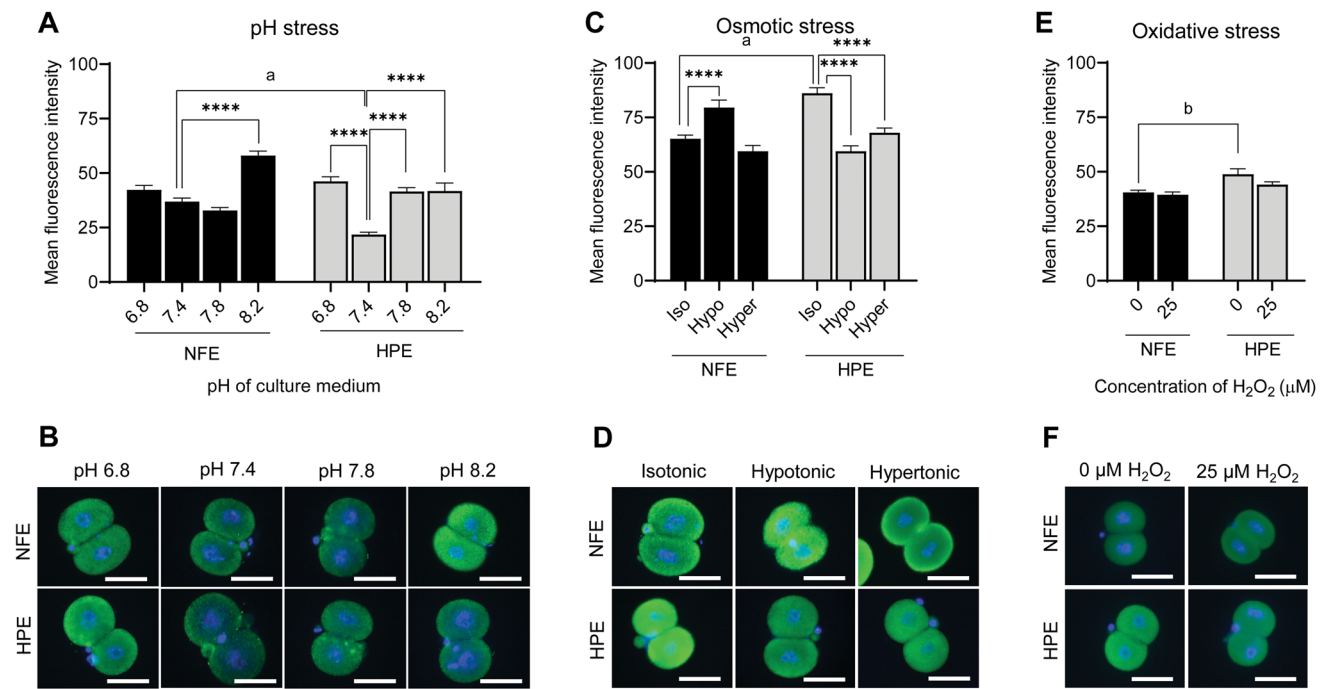 A
pH stress
Mean fluorescence intensity
100
75
50
25
0
a
****
****
****
****
6.8
7.4
7.8
8.2
6.8
7.4
7.8
8.2
NFE
HPE
pH of culture medium
C
Osmotic stress
Mean fluorescence intensity
100
75
50
25
0
a
****
****
****
Iso
Hypo
Hyper
Iso
Hypo
Hyper
NFE
HPE
E
Oxidative stress
Mean fluorescence intensity
100
75
50
25
0
b
0
25
0
25
NFE
HPE
Concentration of H₂O₂ (μM)
B
pH 6.8
pH 7.4
pH 7.8
pH 8.2
NFE
HPE
D
Isotonic
Hypotonic
Hypertonic
NFE
HPE
F
0 μM H₂O₂
25 μM H₂O₂
NFE
HPE